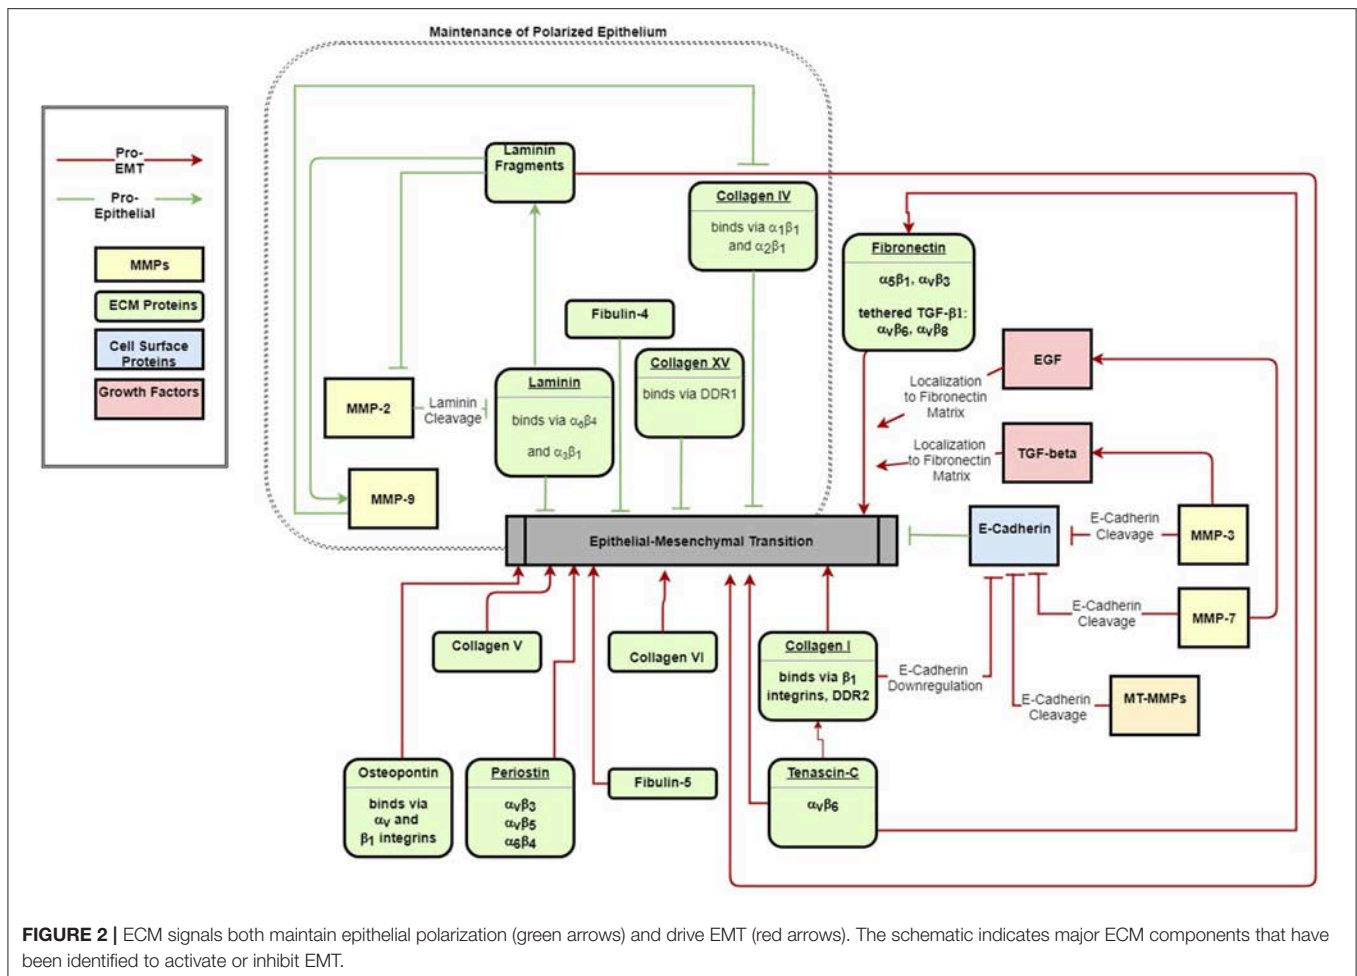 Maintenance of Polarized Epithelium
Pro-
EMT
Pro-
Epithelial
MMPs
ECM Proteins
Cell Surface
Proteins
Growth Factors
Laminin
Fragments
Collagen IV
binds via α1β1
and α2β1
Fibronectin
α5β1, αvβ3
tethered TGF-β1:
αvβ6, αvβ8
Fibulin-4
Collagen XV
binds via DDR1
EGF
Localization
to Fibronectin
Matrix
MMP-2
Laminin
Cleavage
Laminin
binds via α6β4
and α3β1
TGF-beta
Localization
to Fibronectin
Matrix
MMP-9
Epithelial-Mesenchymal Transition
E-Cadherin
E-Cadherin
Cleavage
MMP-3
E-Cadherin
Cleavage
MMP-7
Collagen V
Collagen VI
Collagen I
binds via β1
integrins, DDR2
E-Cadherin
Downregulation
E-Cadherin
Cleavage
MT-MMPs
Osteopontin
binds via
αv and
β1 integrins
Periostin
αvβ3
αvβ5
α6β4
Fibulin-5
Tenascin-C
αvβ6
FIGURE 2 | ECM signals both maintain epithelial polarization (green arrows) and drive EMT (red arrows). The schematic indicates major ECM components that have
been identified to activate or inhibit EMT.